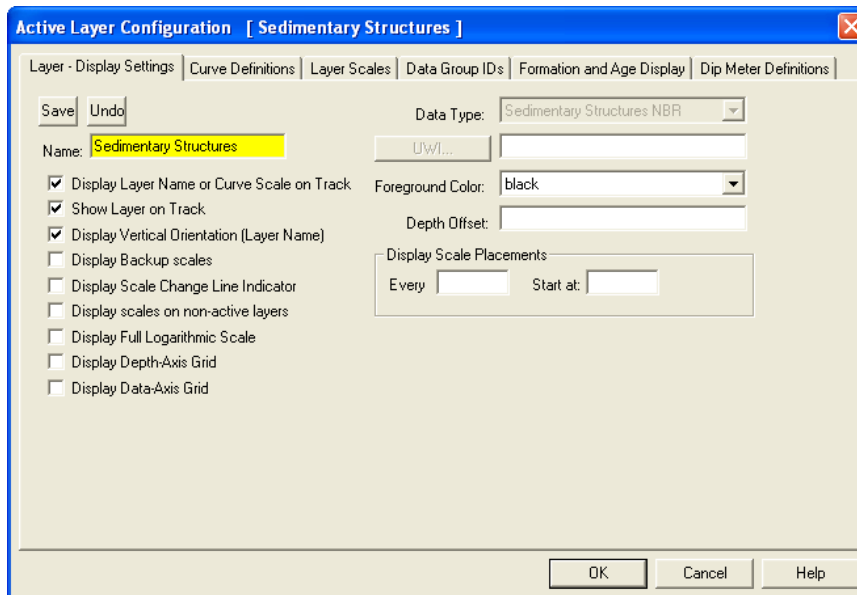 Active Layer Configuration [ Sedimentary Structures ]
Layer - Display Settings
Curve Definitions
Layer Scales
Data Group IDs
Formation and Age Display
Dip Meter Definitions
Save
Undo
Name: Sedimentary Structures
Display Layer Name or Curve Scale on Track
Show Layer on Track
Display Vertical Orientation (Layer Name)
Display Backup scales
Display Scale Change Line Indicator
Display scales on non-active layers
Display Full Logarithmic Scale
Display Depth-Axis Grid
Display Data-Axis Grid
Data Type: Sedimentary Structures NBR
UWI...
Foreground Color: black
Depth Offset:
Display Scale Placements
Every
Start at:
OK
Cancel
Help